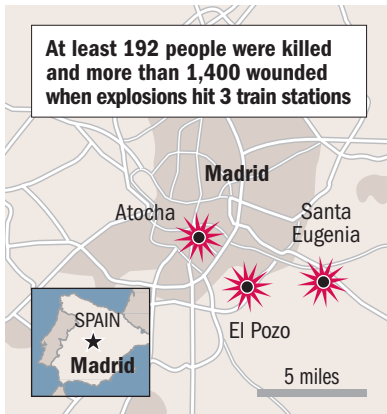 At least 192 people were killed
and more than 1,400 wounded
when explosions hit 3 train stations
Madrid
Atocha
Santa
Eugenia
El Pozo
SPAIN
Madrid
5 miles